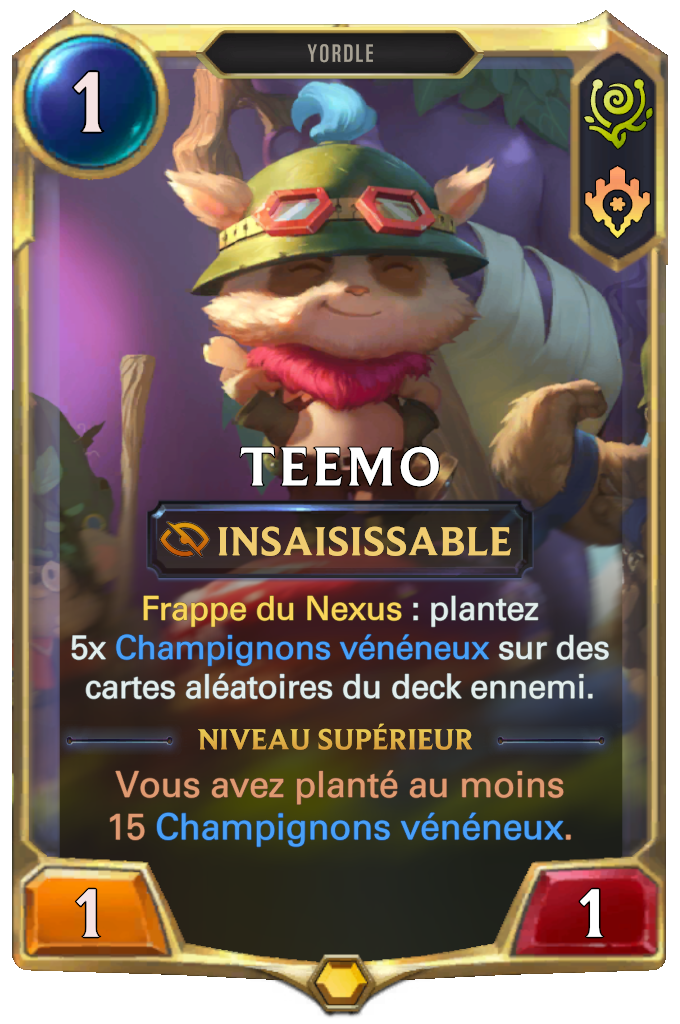 1
YORDLE
TEEMO
INSAISISSABLE
Frappe du Nexus : plantez
5x Champignons vénéneux sur des
cartes aléatoires du deck ennemi.
NIVEAU SUPÉRIEUR
Vous avez planté au moins
15 Champignons vénéneux.
1
1